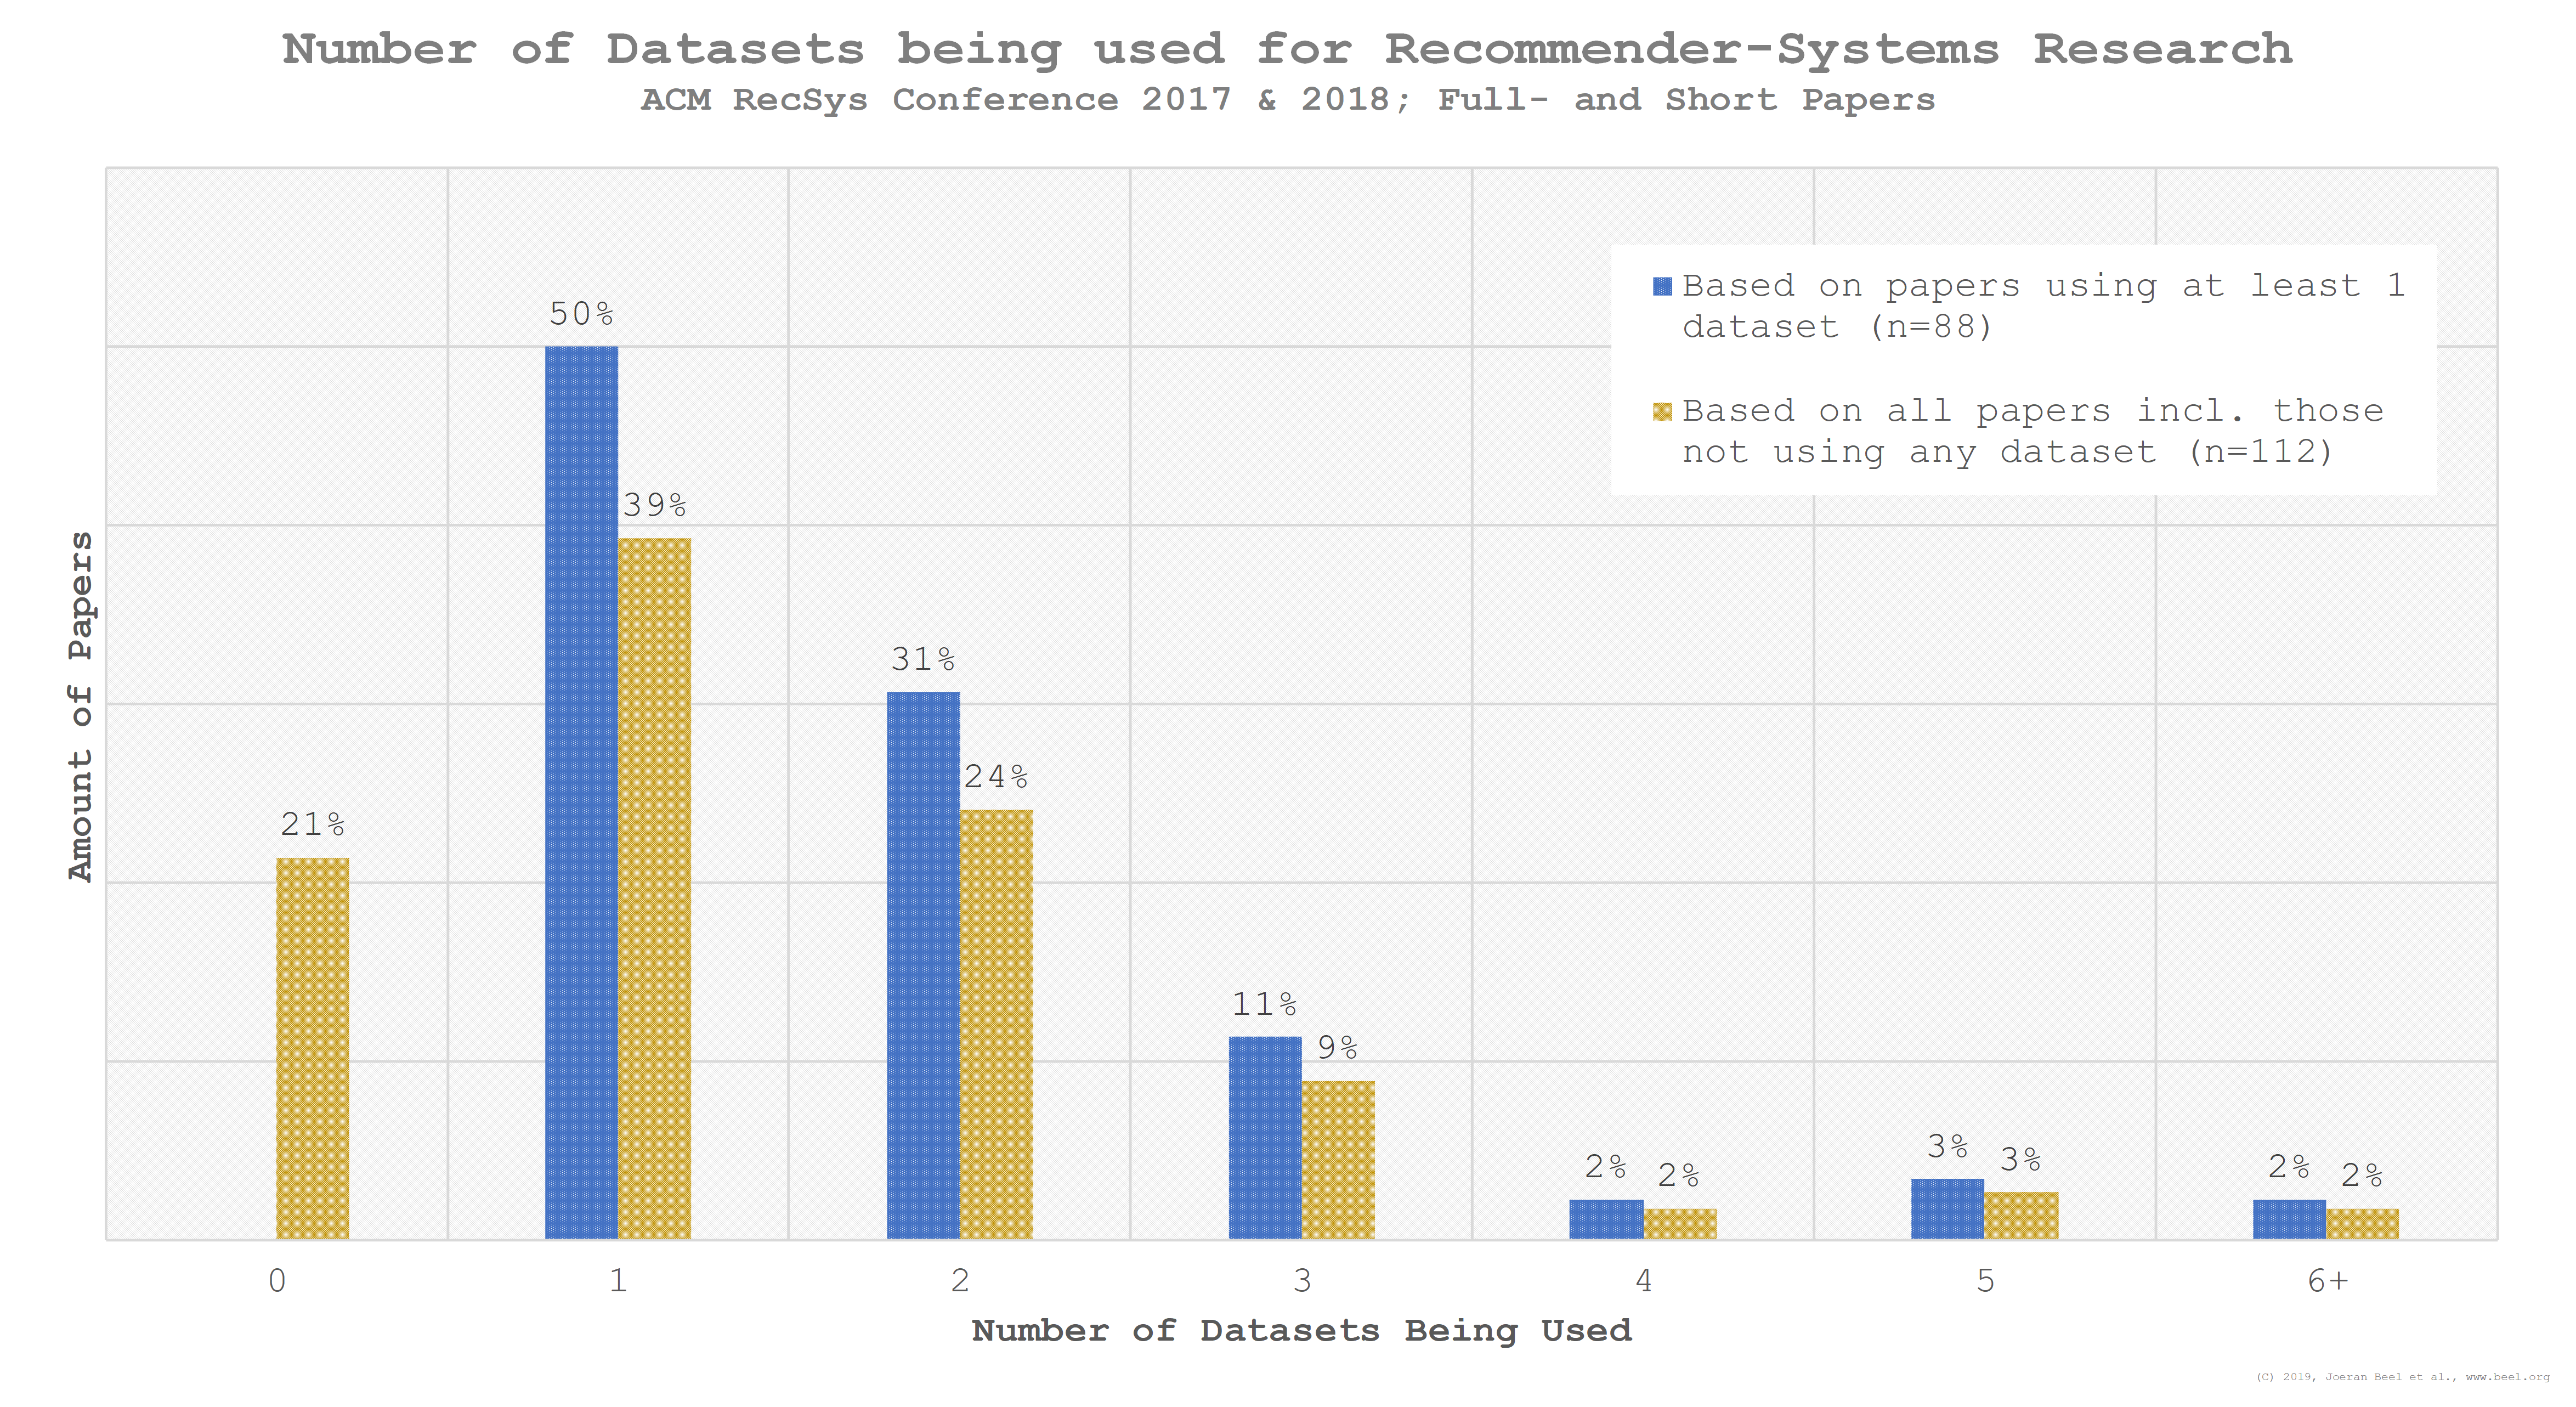 Number of Datasets being used for Recommender-Systems Research
ACM RecSys Conference 2017 & 2018; Full- and Short Papers
Based on papers using at least 1
dataset (n=88)
Based on all papers incl. those
not using any dataset (n=112)
Amount of Papers
21%
50%
39%
31%
24%
11%
9%
2%
2%
3%
3%
2%
2%
0
1
2
3
4
5
6+
Number of Datasets Being Used
(C) 2019, Joeran Beel et al., www.beel.org